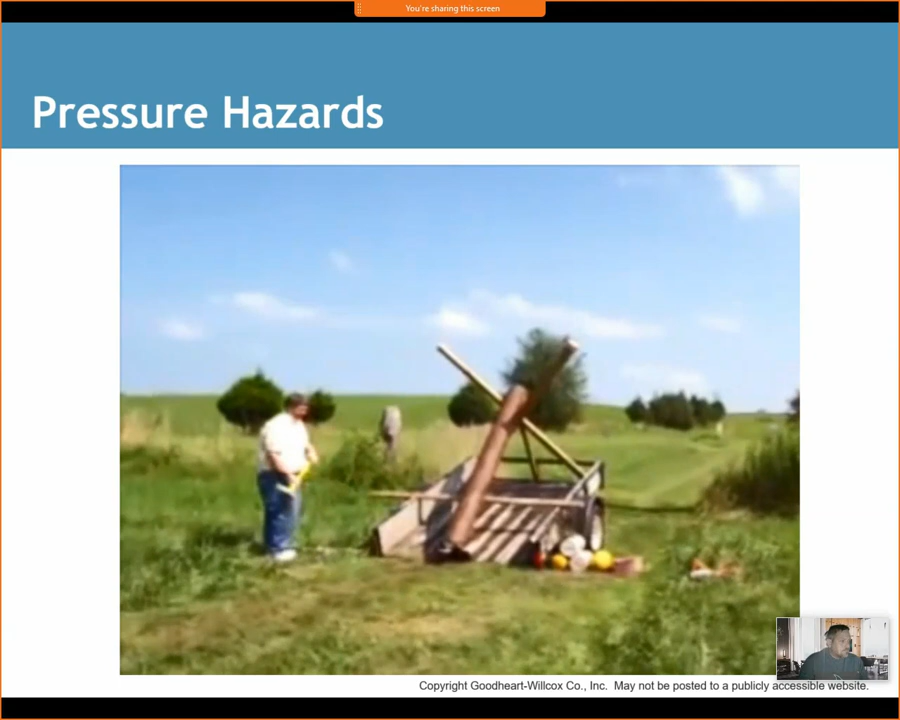 You're sharing this screen
Pressure Hazards
Copyright Goodheart-Willcox Co., Inc. May not be posted to a publicly accessible website.